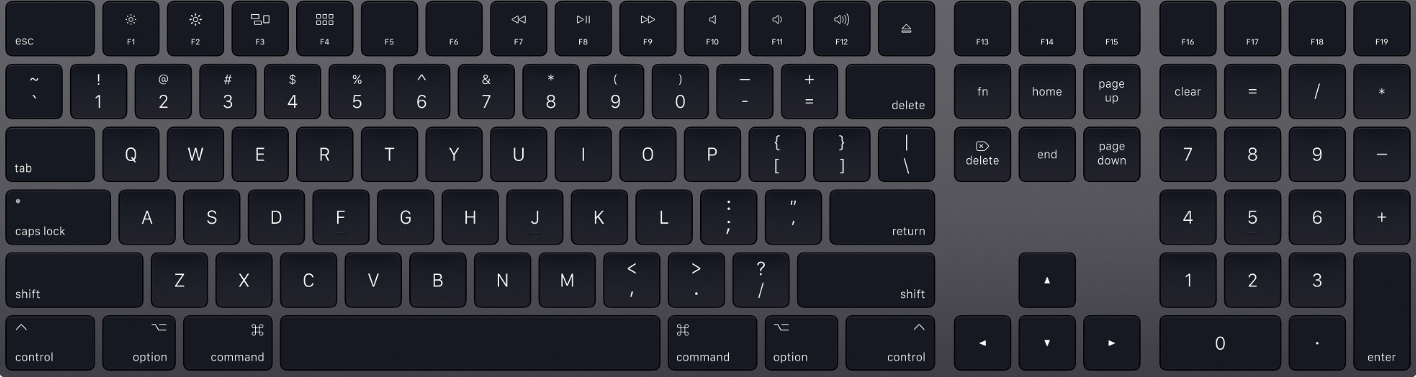 esc F1 F2 F3 F4 F5 F6 F7 F8 F9 F10 F11 F12 F13 F14 F15 F16 F17 F18 F19
~ ! @ # $ % ^ & * ( ) — +
` 1 2 3 4 5 6 7 8 9 0 - = delete fn home page up clear = / *
tab Q W E R T Y U I O P { [ } ] | \ delete end page down 7 8 9 –
caps lock A S D F G H J K L : ; " ' return 4 5 6 +
shift Z X C V B N M < , > . ? / shift ▲ 1 2 3
control option command command option control ◄ ▼ ► 0 . enter